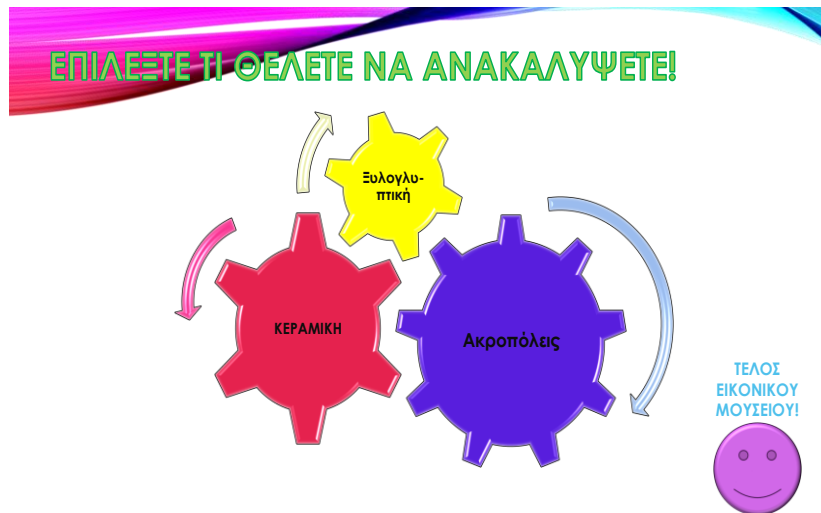 ΕΠΙΛΕΞΤΕ ΤΙ ΘΕΛΕΤΕ ΝΑ ΑΝΑΚΑΛΥΨΕΤΕ!
Ξυλογλυ-
πτική
ΚΕΡΑΜΙΚΗ
Ακροπόλεις
ΤΕΛΟΣ
ΕΙΚΟΝΙΚΟΥ
ΜΟΥΣΕΙΟΥ!